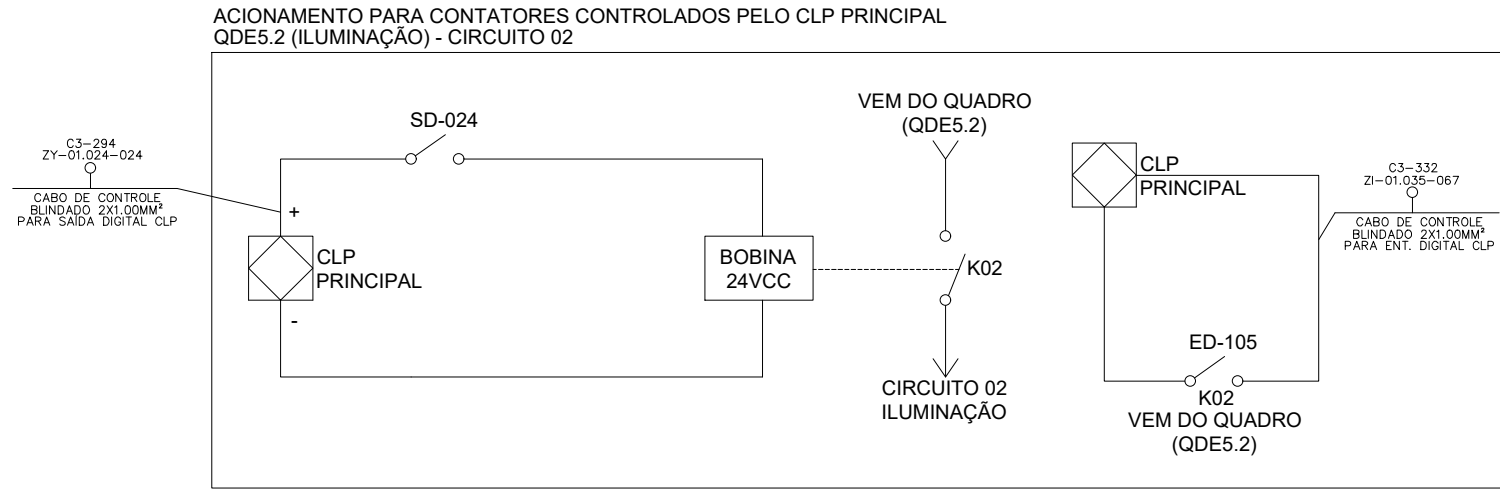 ACIONAMENTO PARA CONTATORES CONTROLADOS PELO CLP PRINCIPAL
QDE5.2 (ILUMINAÇÃO) - CIRCUITO 02
C3-294
ZY-01.024-024
CABO DE CONTROLE
BLINDADO 2X1.00MM²
PARA SAÍDA DIGITAL CLP
SD-024
+
CLP
PRINCIPAL
-
BOBINA
24VCC
VEM DO QUADRO
(QDE5.2)
K02
CIRCUITO 02
ILUMINAÇÃO
CLP
PRINCIPAL
C3-332
ZI-01.035-067
CABO DE CONTROLE
BLINDADO 2X1.00MM²
PARA ENT. DIGITAL CLP
ED-105
K02
VEM DO QUADRO
(QDE5.2)